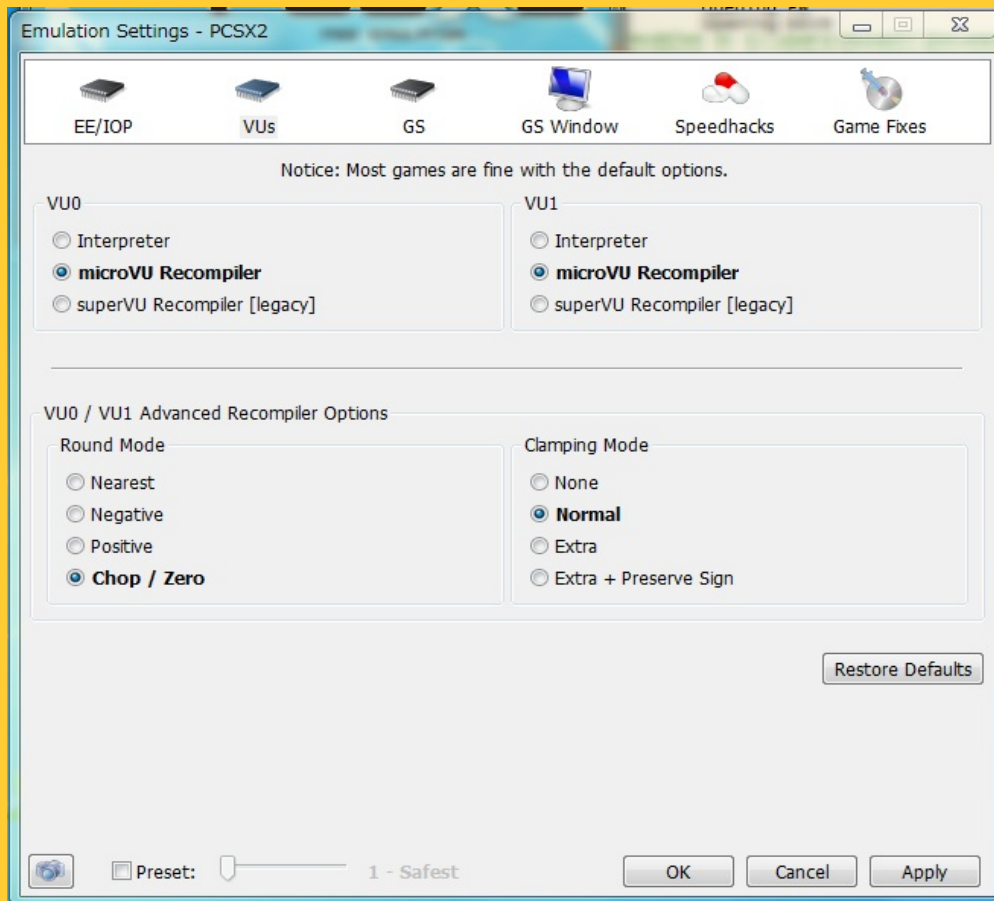 Emulation Settings - PCSX2
EE/IOP
VUs
GS
GS Window
Speedhacks
Game Fixes
Notice: Most games are fine with the default options.
VU0
Interpreter
microVU Recompiler
superVU Recompiler [legacy]
VU1
Interpreter
microVU Recompiler
superVU Recompiler [legacy]
VU0 / VU1 Advanced Recompiler Options
Round Mode
Nearest
Negative
Positive
Chop / Zero
Clamping Mode
None
Normal
Extra
Extra + Preserve Sign
Restore Defaults
Preset:
1 - Safest
OK
Cancel
Apply